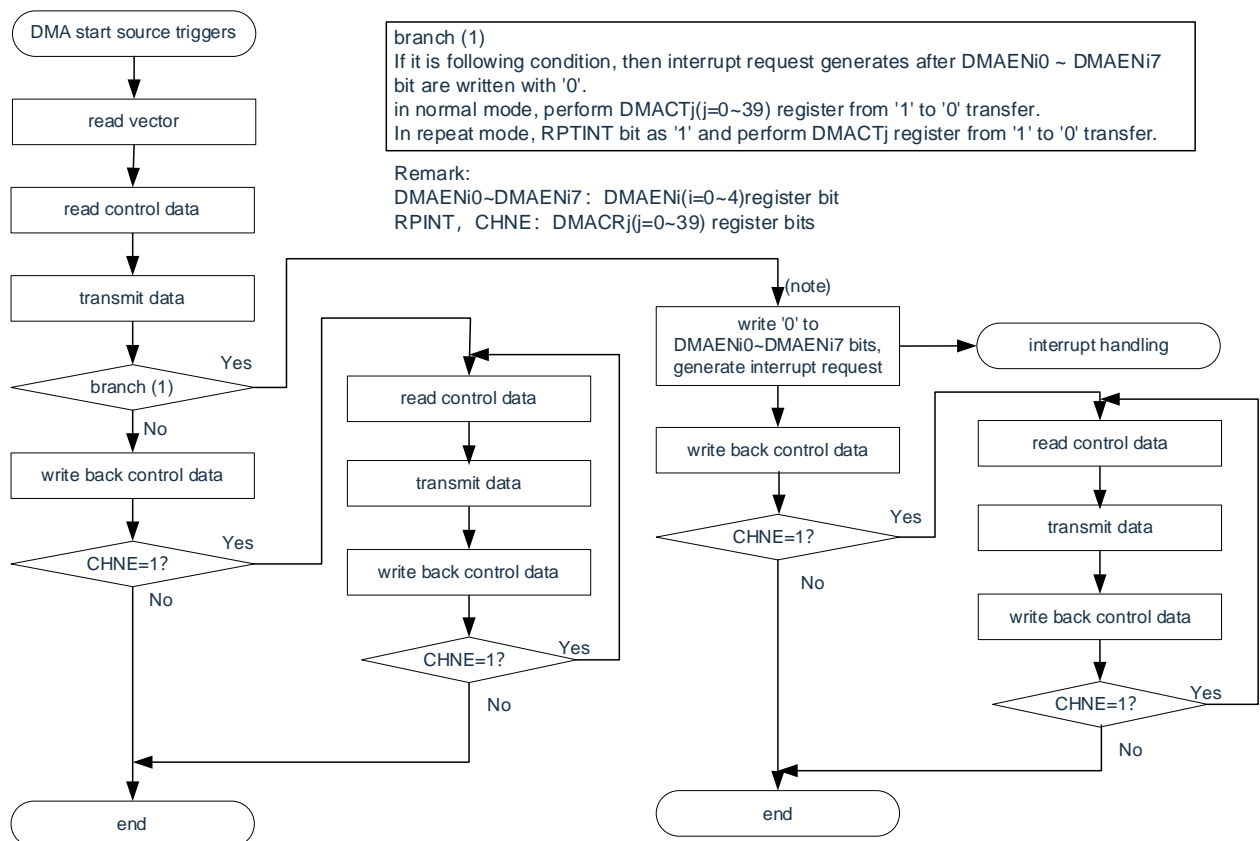 DMA start source triggers
read vector
read control data
transmit data
branch (1)
Yes
No
write back control data
CHNE=1?
Yes
No
end
branch (1)
If it is following condition, then interrupt request generates after DMAENi0 ~ DMAENi7
bit are written with '0'.
in normal mode, perform DMACTj(j=0~39) register from '1' to '0' transfer.
In repeat mode, RPTINT bit as '1' and perform DMACTj register from '1' to '0' transfer.
Remark:
DMAENi0~DMAENi7： DMAENi(i=0~4)register bit
RPINT， CHNE： DMACRj(j=0~39) register bits
read control data
transmit data
write back control data
CHNE=1?
Yes
No
(note)
write '0' to
DMAENi0~DMAENi7 bits,
generate interrupt request
interrupt handling
write back control data
CHNE=1?
Yes
No
read control data
transmit data
write back control data
CHNE=1?
Yes
No
end